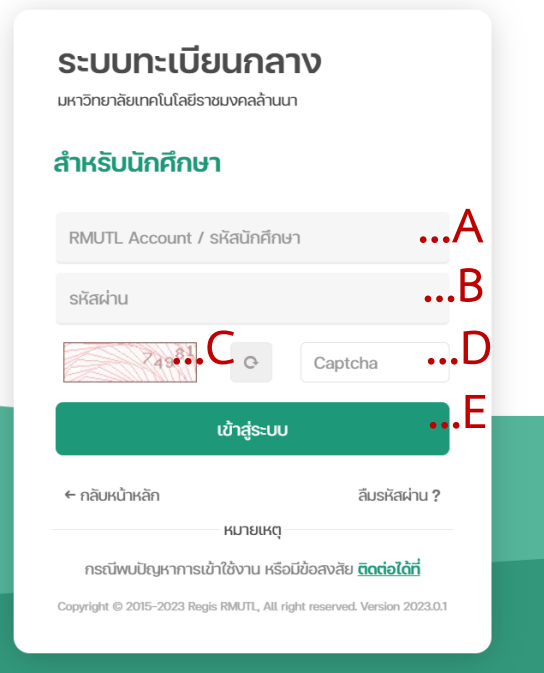 ระบบทะเบียนกลาง
มหาวิทยาลัยเทคโนโลยีราชมงคลล้านนา
สำหรับนักศึกษา
RMUTL Account / รหัสนักศึกษา ...A
รหัสผ่าน ...B
...C Captcha ...D
เข้าสู่ระบบ ...E
← กลับหน้าหลัก ลืมรหัสผ่าน ?
หมายเหตุ
กรณีพบปัญหาการเข้าใช้งาน หรือมีข้อสงสัย ติดต่อได้ที่
Copyright © 2015-2023 Regis RMUTL, All right reserved. Version 2023.0.1